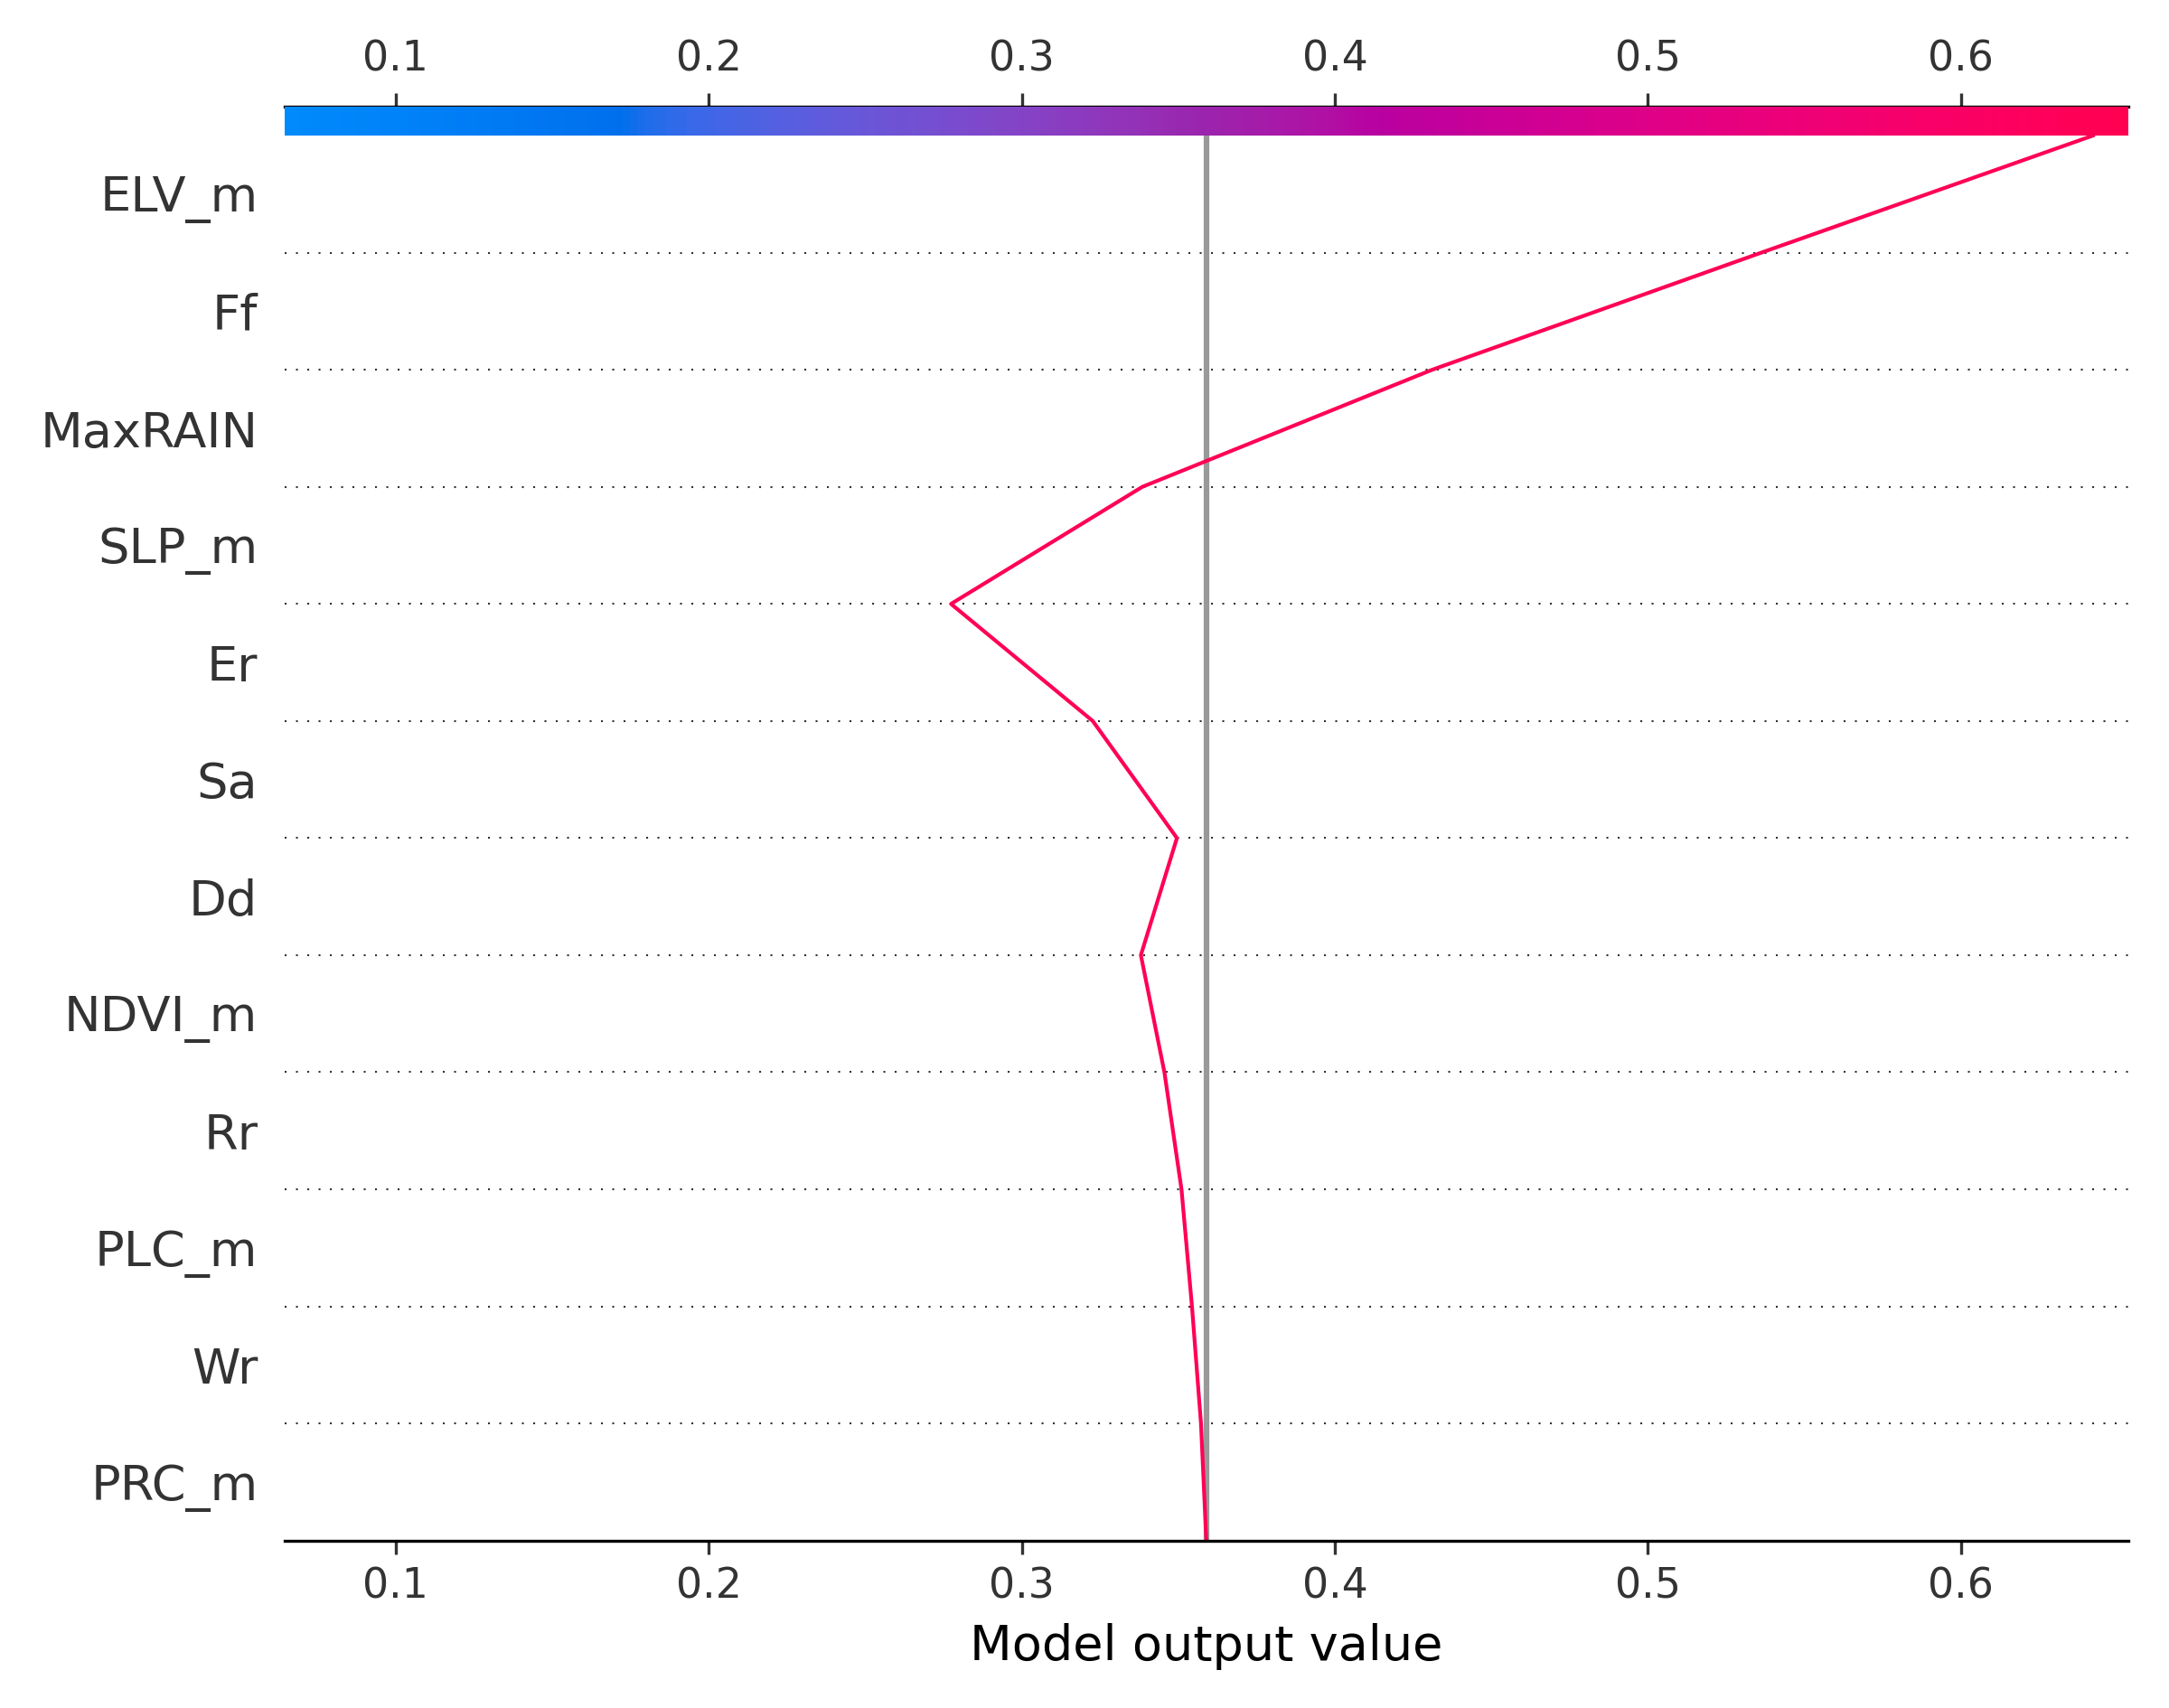 0.1 0.2 0.3 0.4 0.5 0.6
ELV_m
Ff
MaxRAIN
SLP_m
Er
Sa
Dd
NDVI_m
Rr
PLC_m
Wr
PRC_m
0.1 0.2 0.3 0.4 0.5 0.6
Model output value